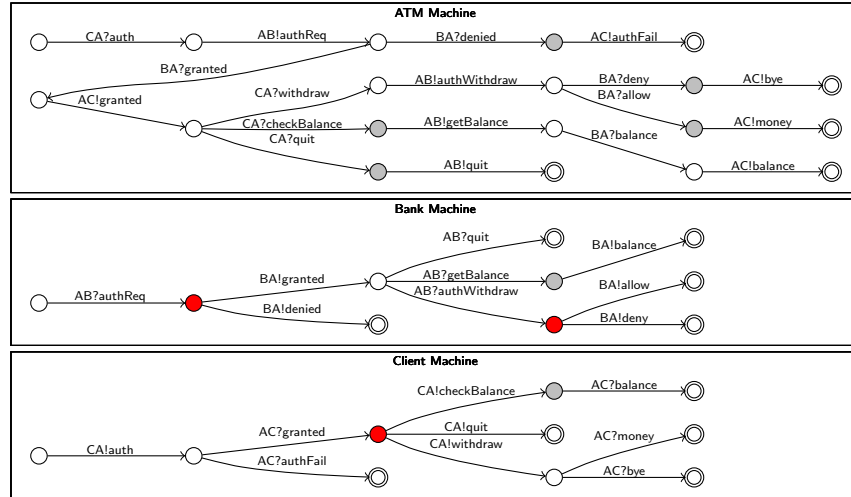 ATM Machine
CA?auth
AB!authReq
BA?denied
AC!authFail
BA?granted
AC!granted
CA?withdraw
AB!authWithdraw
BA?deny
BA?allow
AC!bye
CA?checkBalance
CA?quit
AB!getBalance
BA?balance
AC!money
AB!quit
AC!balance
Bank Machine
AB?quit
BA!balance
AB?authReq
BA!granted
BA!denied
AB?getBalance
AB?authWithdraw
BA!allow
BA!deny
Client Machine
CA!checkBalance
AC?balance
CA!auth
AC?granted
AC?authFail
CA!quit
CA!withdraw
AC?money
AC?bye